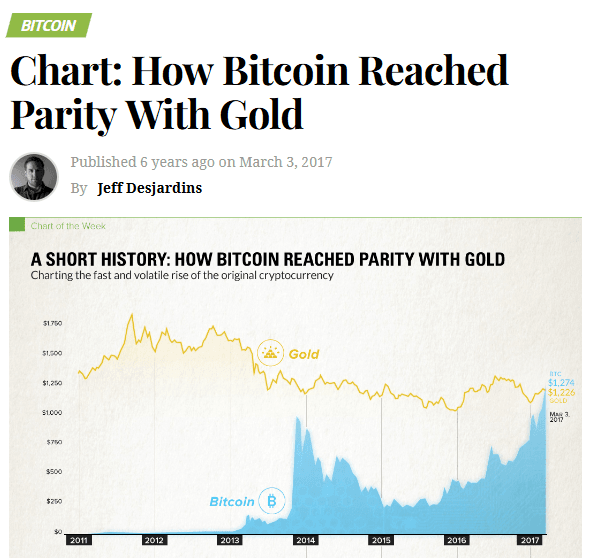 BITCOIN
Chart: How Bitcoin Reached
Parity With Gold
Published 6 years ago on March 3, 2017
By Jeff Desjardins
Chart of the Week
A SHORT HISTORY: HOW BITCOIN REACHED PARITY WITH GOLD
Charting the fast and volatile rise of the original cryptocurrency
$1,750
$1,500
Gold
BTC
$1,274
$1,250
$1,226
GOLD
$1,000
MAR 3,
2017
$750
$500
$250
Bitcoin
$0
2011 2012 2013 2014 2015 2016 2017